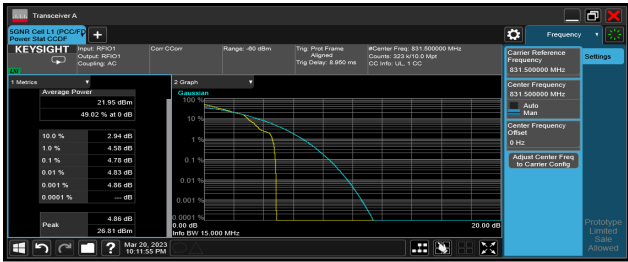 Transceiver A
5GNR Cell L1 (PCC/F
Power Stat CCDF
Frequency
KEYSIGHT
Input: RFIO1
Output: RFIO1
Coupling: AC
Corr CCorr
Range: -60 dBm
Trig: Prot Frame
Aligned
Trig Delay: 8.950 ms
#Center Freq: 831.500000 MHz
Counts: 323 k/10.0 Mpt
CC Info: UL, 1 CC
Carrier Reference
Frequency
831.500000 MHz
Settings
1 Metrics
2 Graph
Average Power
21.95 dBm
49.02 % at 0 dB
10.0 % 2.94 dB
1.0 % 4.58 dB
0.1 % 4.78 dB
0.01 % 4.83 dB
0.001 % 4.86 dB
0.0001 % --- dB
Peak
4.86 dB
26.81 dBm
Gaussian
100 %
10 %
1 %
0.1 %
0.01 %
0.001 %
0.0001 %
0.00 dB
20.00 dB
Info BW 15.000 MHz
Center Frequency
831.500000 MHz
Auto
Man
Center Frequency
Offset
0 Hz
Adjust Center Freq
to Carrier Config
Prototype
Limited
Sale
Allowed
?
Mar 20, 2023
10:11:55 PM